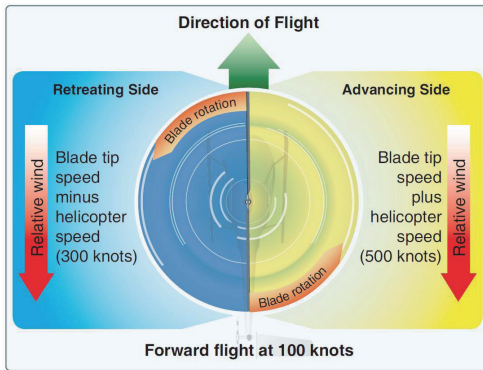 Direction of Flight
Retreating Side
Advancing Side
Blade rotation
Relative wind
Blade tip
speed
minus
helicopter
speed
(300 knots)
Blade tip
speed
plus
helicopter
speed
(500 knots)
Relative wind
Blade rotation
Forward flight at 100 knots